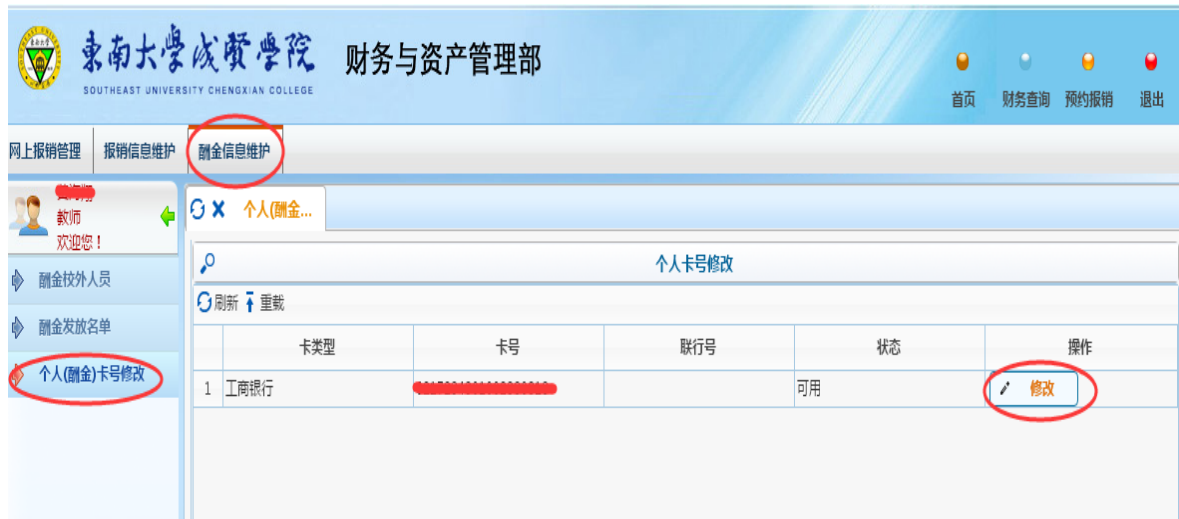 東南大學成賢學院 财务与资产管理部
SOUTHEAST UNIVERSITY CHENGXIAN COLLEGE
首页 财务查询 预约报销 退出
网上报销管理 报销信息维护 酬金信息维护
教师
欢迎您！
个人(酬金...
酬金校外人员
酬金发放名单
个人(酬金)卡号修改
个人卡号修改
刷新 重载
卡类型 卡号 联行号 状态 操作
1 工商银行 可用 修改